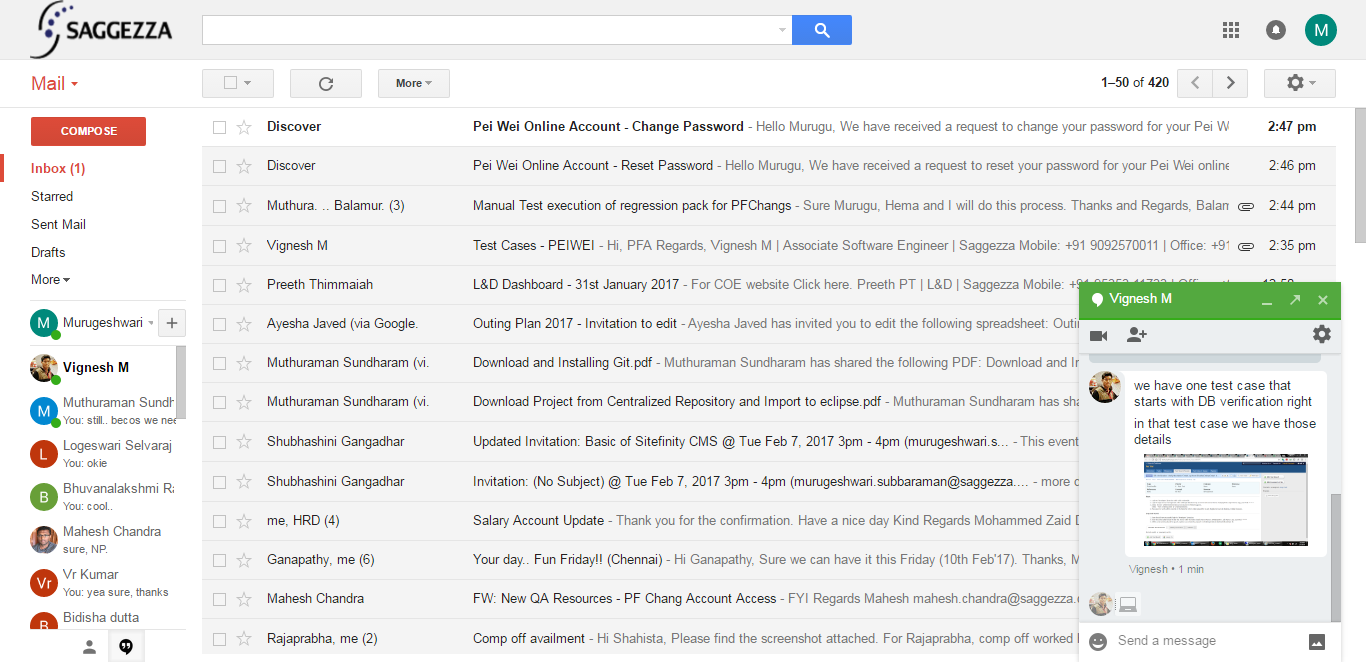 SAGGEZZA
M
Mail
More
1–50 of 420
COMPOSE
Inbox (1)
Starred
Sent Mail
Drafts
More
M Murugeshwari
Vignesh M
M Muthuraman Sundh
You: still.. becos we nee
L Logeswari Selvaraj
You: okie
B Bhuvanalakshmi Ra
You: cool..
Mahesh Chandra
sure, NP.
Vr Vr Kumar
You: yea sure, thanks
B Bidisha dutta
Discover Pei Wei Online Account - Change Password - Hello Murugu, We have received a request to change your password for your Pei W 2:47 pm
Discover Pei Wei Online Account - Reset Password - Hello Murugu, We have received a request to reset your password for your Pei Wei online 2:46 pm
Muthura. .. Balamur. (3) Manual Test execution of regression pack for PFChangs - Sure Murugu, Hema and I will do this process. Thanks and Regards, Balam 2:44 pm
Vignesh M Test Cases - PEIWEI - Hi, PFA Regards, Vignesh M | Associate Software Engineer | Saggezza Mobile: +91 9092570011 | Office: +91 2:35 pm
Preeth Thimmaiah L&D Dashboard - 31st January 2017 - For COE website Click here. Preeth PT | L&D | Saggezza Mobile:
Ayesha Javed (via Google. Outing Plan 2017 - Invitation to edit - Ayesha Javed has invited you to edit the following spreadsheet: Outin
Muthuraman Sundharam (vi. Download and Installing Git.pdf - Muthuraman Sundharam has shared the following PDF: Download and In
Muthuraman Sundharam (vi. Download Project from Centralized Repository and Import to eclipse.pdf - Muthuraman Sundharam has sha
Shubhashini Gangadhar Updated Invitation: Basic of Sitefinity CMS @ Tue Feb 7, 2017 3pm - 4pm (murugeshwari.s... - This event
Shubhashini Gangadhar Invitation: (No Subject) @ Tue Feb 7, 2017 3pm - 4pm (murugeshwari.subbaraman@saggezza.... - more d
me, HRD (4) Salary Account Update - Thank you for the confirmation. Have a nice day Kind Regards Mohammed Zaid D
Ganapathy, me (6) Your day.. Fun Friday!! (Chennai) - Hi Ganapathy, Sure we can have it this Friday (10th Feb'17). Thanks, M
Mahesh Chandra FW: New QA Resources - PF Chang Account Access - FYI Regards Mahesh mahesh.chandra@saggezza.
Rajaprabha, me (2) Comp off availment - Hi Shahista, Please find the screenshot attached. For Rajaprabha, comp off worked
Vignesh M
we have one test case that
starts with DB verification right
in that test case we have those
details
Vignesh • 1 min
Send a message